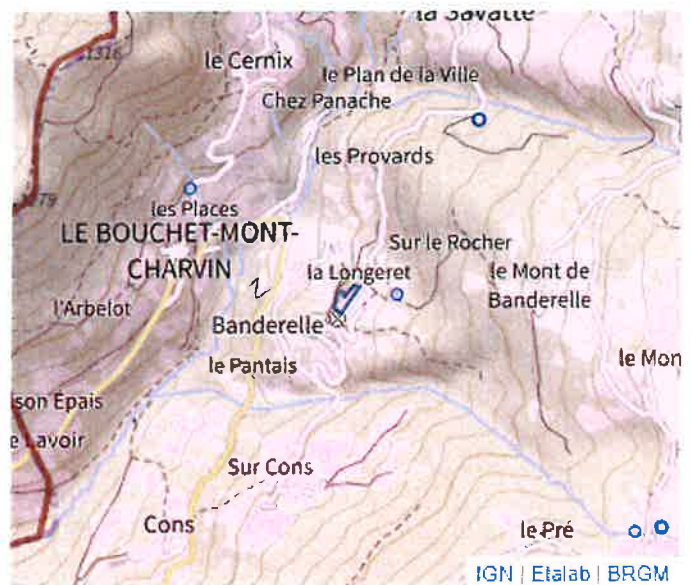 la Savatte
1316
le Cernix
le Plan de la Ville
Chez Panache
les Provards
79
les Places
LE BOUCHET-MONT-
CHARVIN
Sur le Rocher
la Longeret
le Mont de
Banderelle
l'Arbelot
Banderelle
le Pantais
le Mon
son Épais
e Lavoir
Sur Cons
Cons
le Pré
IGN | Etalab | BRGM